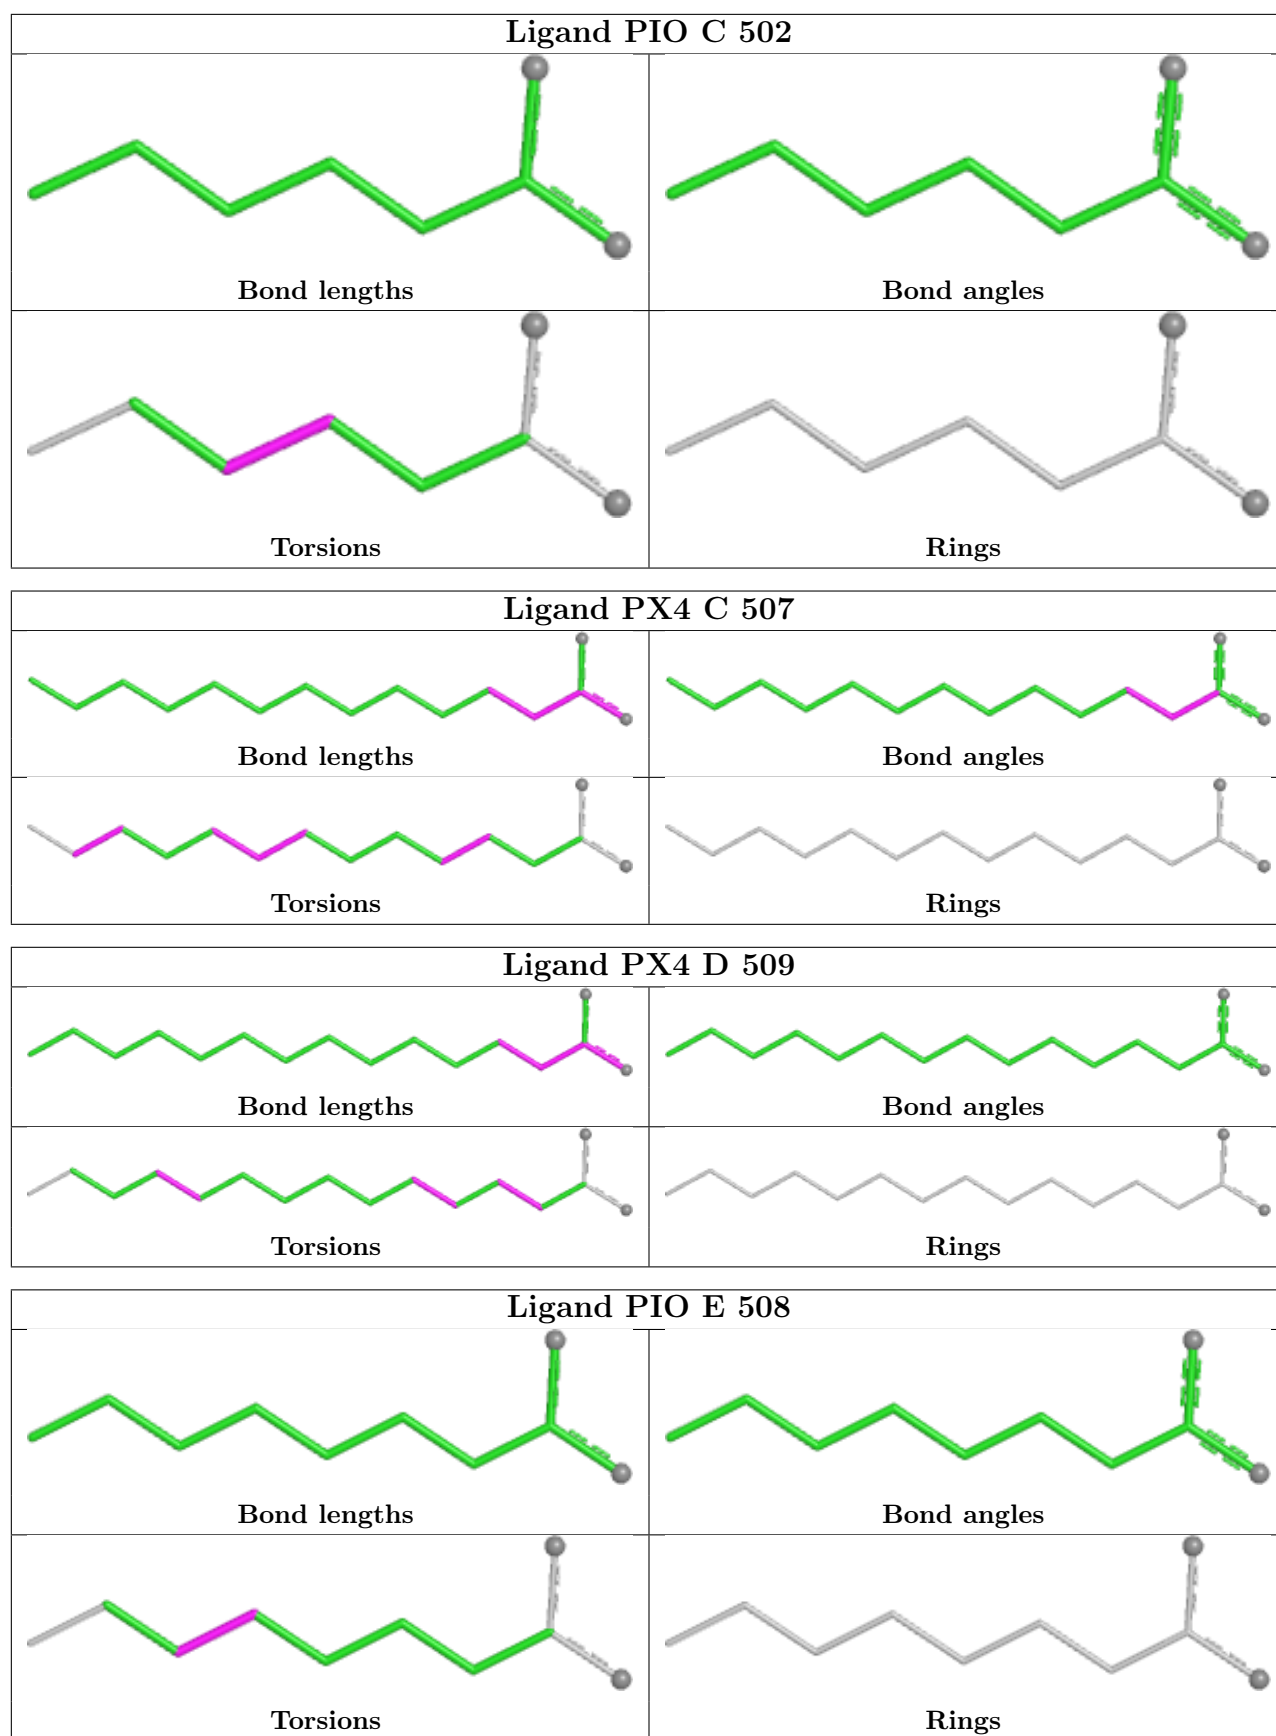 Ligand PIO C 502
Bond lengths
Bond angles
Torsions
Rings
Ligand PX4 C 507
Bond lengths
Bond angles
Torsions
Rings
Ligand PX4 D 509
Bond lengths
Bond angles
Torsions
Rings
Ligand PIO E 508
Bond lengths
Bond angles
Torsions
Rings